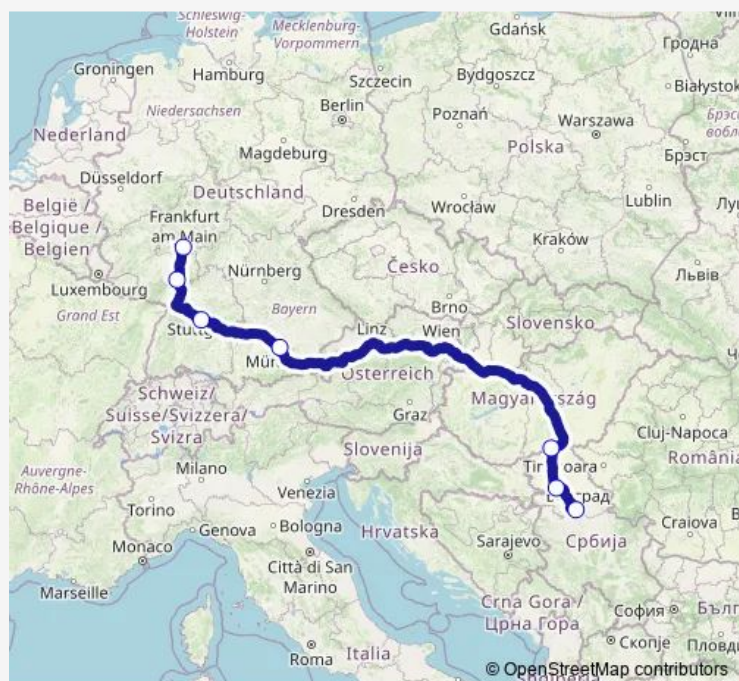 Schleswig-
Holstein
Mecklenburg-
Vorpommern
Gdańsk
Гродна
Groningen
Hamburg
Szczecin
Bydgoszcz
Białystok
Niedersachsen
Berlin
Poznań
Warszawa
Nederland
Magdeburg
Polska
Брэст
Düsseldorf
Deutschland
België /
Belgique /
Belgien
Frankfurt
am Main
Dresden
Wrocław
Lublin
Kraków
Luxembourg
Nürnberg
Česko
Львів
Grand Est
Bayern
Brno
Slovensko
Linz
Wien
Österreich
Schweiz/
Suisse/Svizzera/
Svizra
Graz
Cluj-Napoca
România
Slovenija
Auvergne-
Rhône-Alpes
Milano
Venezia
Torino
Hrvatska
Craiova
Genova
Bologna
Sarajevo
Србија
Monaco
Città di San
Marino
Marseille
Crna Gora /
Црна Гора
София
Скопје
Roma
Italia
© OpenStreetMap contributors